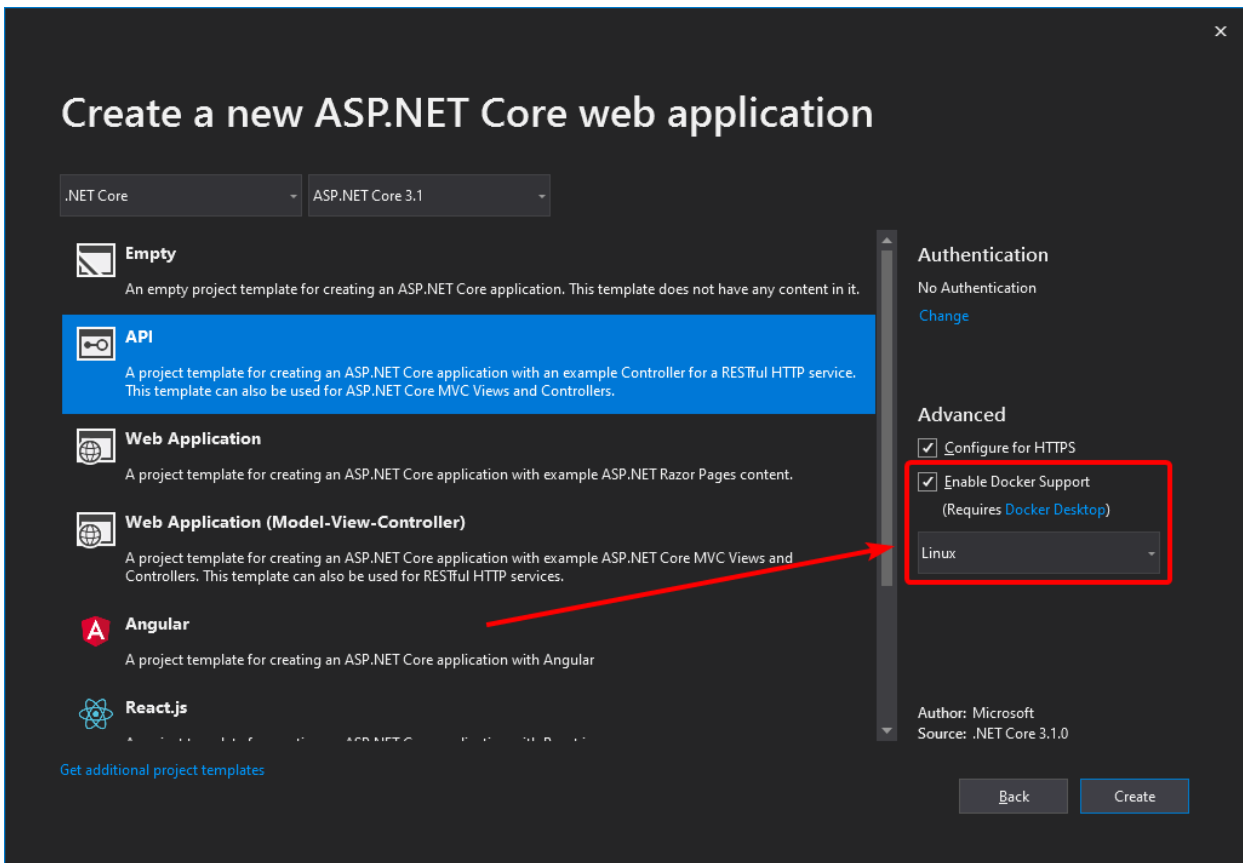 Create a new ASP.NET Core web application
.NET Core
ASP.NET Core 3.1
Empty
An empty project template for creating an ASP.NET Core application. This template does not have any content in it.
API
A project template for creating an ASP.NET Core application with an example Controller for a RESTful HTTP service.
This template can also be used for ASP.NET Core MVC Views and Controllers.
Web Application
A project template for creating an ASP.NET Core application with example ASP.NET Razor Pages content.
Web Application (Model-View-Controller)
A project template for creating an ASP.NET Core application with example ASP.NET Core MVC Views and
Controllers. This template can also be used for RESTful HTTP services.
Angular
A project template for creating an ASP.NET Core application with Angular
React.js
Get additional project templates
Authentication
No Authentication
Change
Advanced
Configure for HTTPS
Enable Docker Support
(Requires Docker Desktop)
Linux
Author: Microsoft
Source: .NET Core 3.1.0
Back
Create